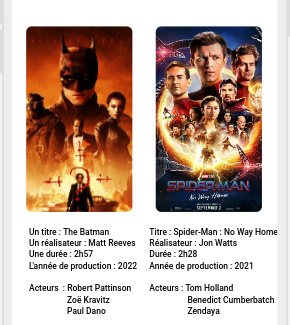 SPIDER-MAN
No Way Home
SEPTEMBER 2
Un titre : The Batman
Un réalisateur : Matt Reeves
Une durée : 2h57
L'année de production : 2022
Acteurs : Robert Pattinson
Zoë Kravitz
Paul Dano
Titre : Spider-Man : No Way Home
Réalisateur : Jon Watts
Durée : 2h28
Année de production : 2021
Acteurs : Tom Holland
Benedict Cumberbatch
Zendaya